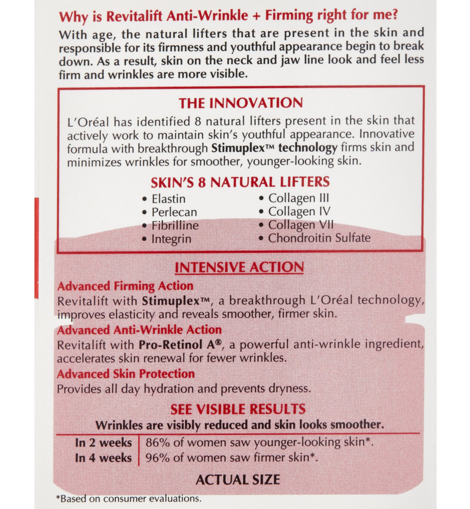 Why is Revitalift Anti-Wrinkle + Firming right for me?
With age, the natural lifters that are present in the skin and
responsible for its firmness and youthful appearance begin to break
down. As a result, skin on the neck and jaw line look and feel less
firm and wrinkles are more visible.
THE INNOVATION
L'Oréal has identified 8 natural lifters present in the skin that
actively work to maintain skin's youthful appearance. Innovative
formula with breakthrough Stimuplex™ technology firms skin and
minimizes wrinkles for smoother, younger-looking skin.
SKIN'S 8 NATURAL LIFTERS
• Elastin • Collagen III
• Perlecan • Collagen IV
• Fibrilline • Collagen VII
• Integrin • Chondroitin Sulfate
INTENSIVE ACTION
Advanced Firming Action
Revitalift with Stimuplex™, a breakthrough L'Oréal technology,
improves elasticity and reveals smoother, firmer skin.
Advanced Anti-Wrinkle Action
Revitalift with Pro-Retinol A®, a powerful anti-wrinkle ingredient,
accelerates skin renewal for fewer wrinkles.
Advanced Skin Protection
Provides all day hydration and prevents dryness.
SEE VISIBLE RESULTS
Wrinkles are visibly reduced and skin looks smoother.
In 2 weeks 86% of women saw younger-looking skin*.
In 4 weeks 96% of women saw firmer skin*.
ACTUAL SIZE
*Based on consumer evaluations.